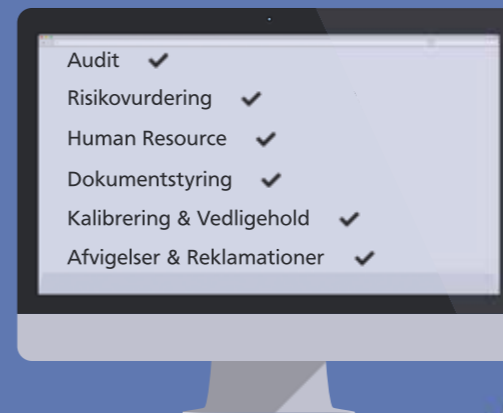 Audit ✔
Risikovurdering ✔
Human Resource ✔
Dokumentstyring ✔
Kalibrering & Vedligehold ✔
Afvigelser & Reklamationer ✔